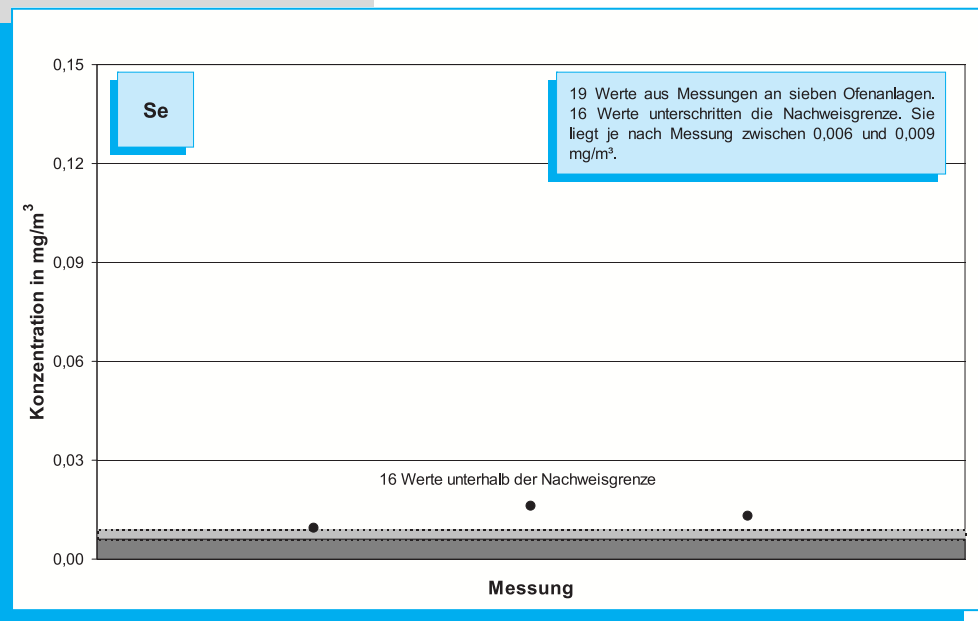 Se
19 Werte aus Messungen an sieben Ofenanlagen.
16 Werte unterschritten die Nachweisgrenze. Sie
liegt je nach Messung zwischen 0,006 und 0,009
mg/m³.
Konzentration in mg/m³
0,15
0,12
0,09
0,06
0,03
0,00
16 Werte unterhalb der Nachweisgrenze
Messung